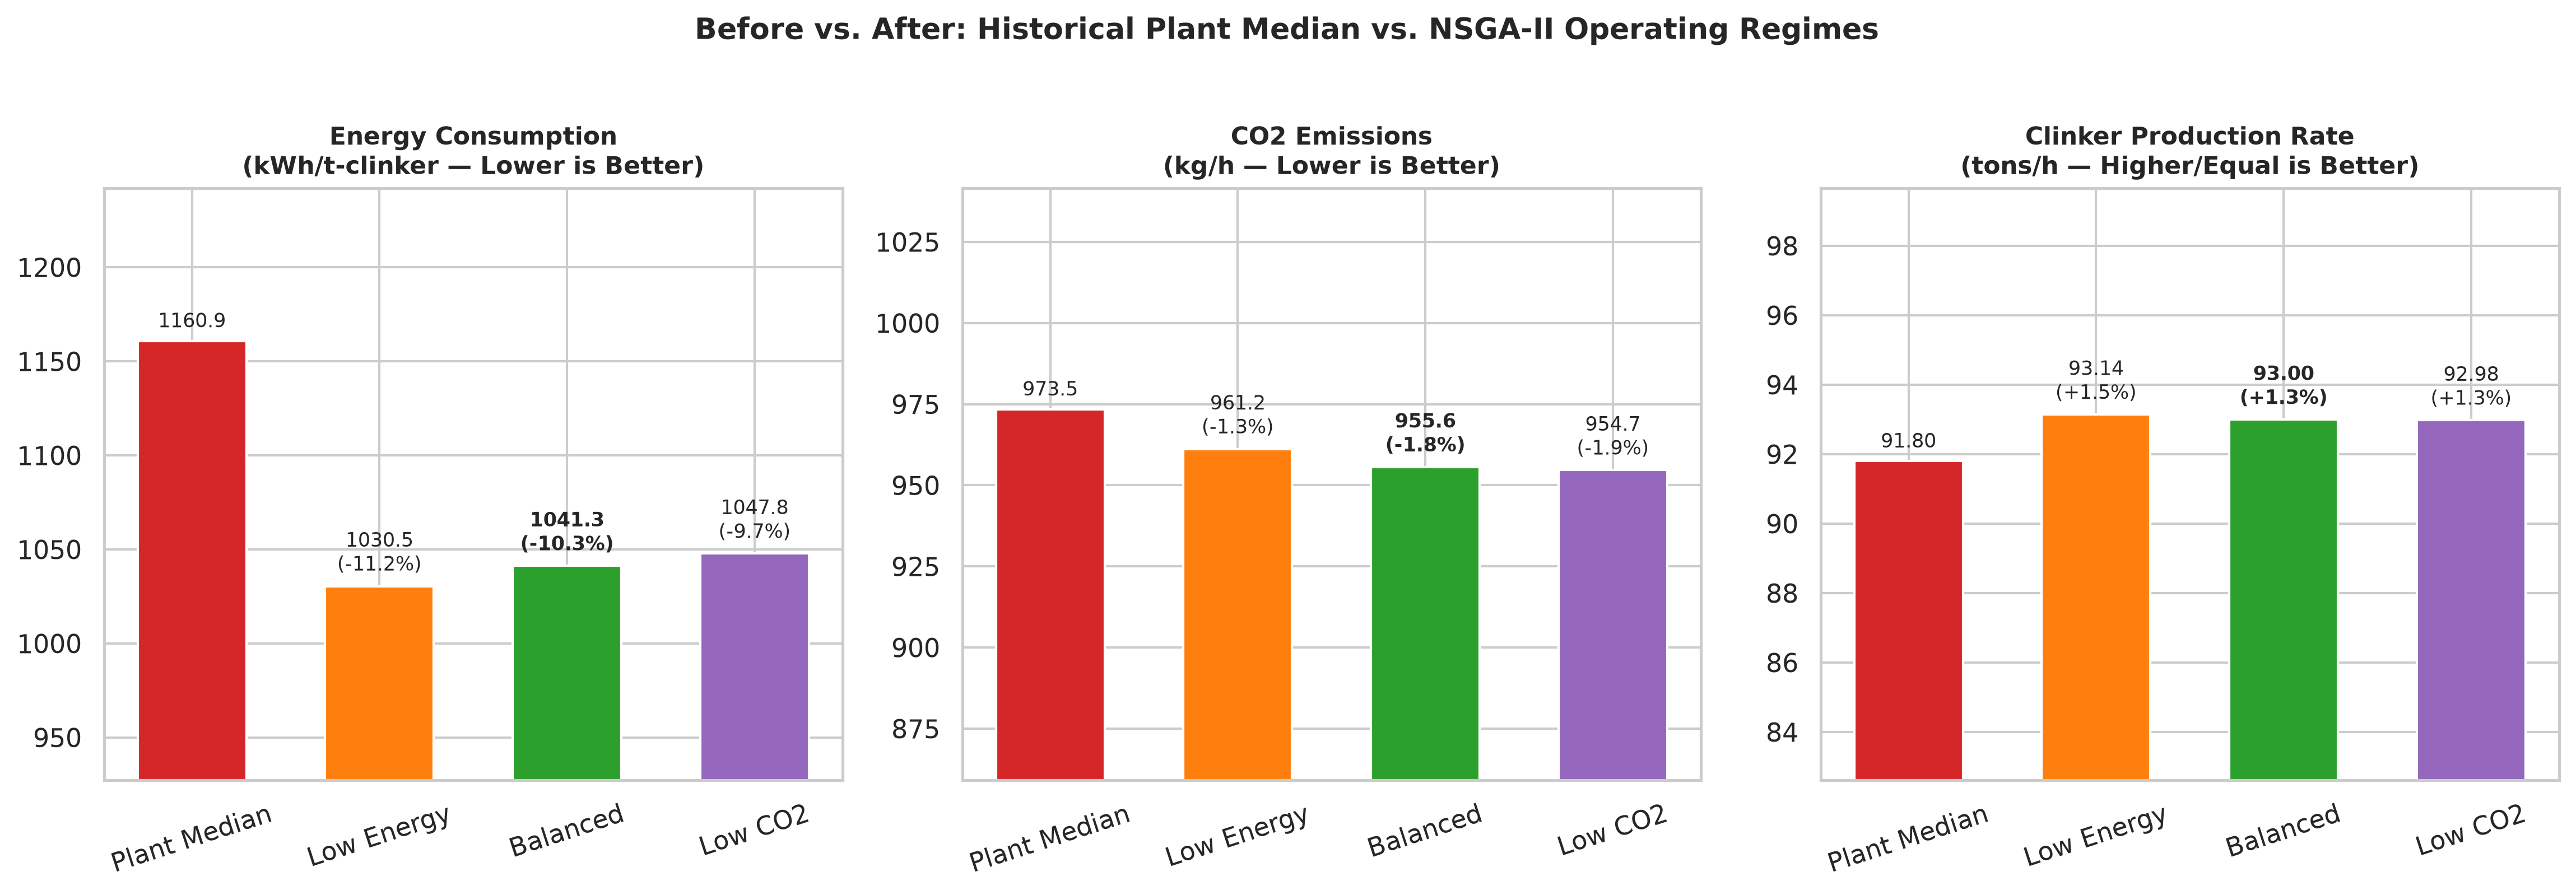 Before vs. After: Historical Plant Median vs. NSGA-II Operating Regimes
Energy Consumption
(kWh/t-clinker — Lower is Better)
1200
1150
1100
1050
1000
950
1160.9
1030.5
(-11.2%)
1041.3
(-10.3%)
1047.8
(-9.7%)
Plant Median
Low Energy
Balanced
Low CO2
CO2 Emissions
(kg/h — Lower is Better)
1025
1000
975
950
925
900
875
973.5
961.2
(-1.3%)
955.6
(-1.8%)
954.7
(-1.9%)
Plant Median
Low Energy
Balanced
Low CO2
Clinker Production Rate
(tons/h — Higher/Equal is Better)
98
96
94
92
90
88
86
84
91.80
93.14
(+1.5%)
93.00
(+1.3%)
92.98
(+1.3%)
Plant Median
Low Energy
Balanced
Low CO2